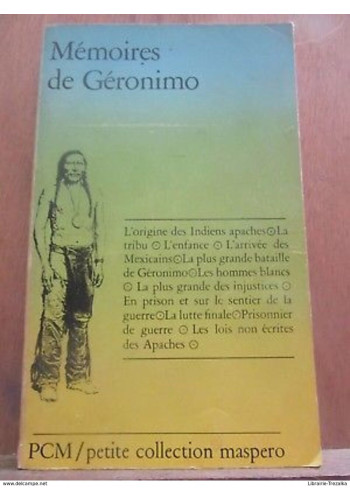 Mémoires
de Géronimo
L'origine des Indiens apaches⊙La
tribu ⊙ L'enfance ⊙ L'arrivée des
Mexicains⊙La plus grande bataille
de Géronimo⊙Les hommes blancs
⊙ La plus grande des injustices ⊙
En prison et sur le sentier de la
guerre⊙La lutte finale⊙Prisonnier
de guerre ⊙ Les lois non écrites
des Apaches ⊙
PCM/petite collection maspero
www.delcampe.net
Librairie-Trezalka